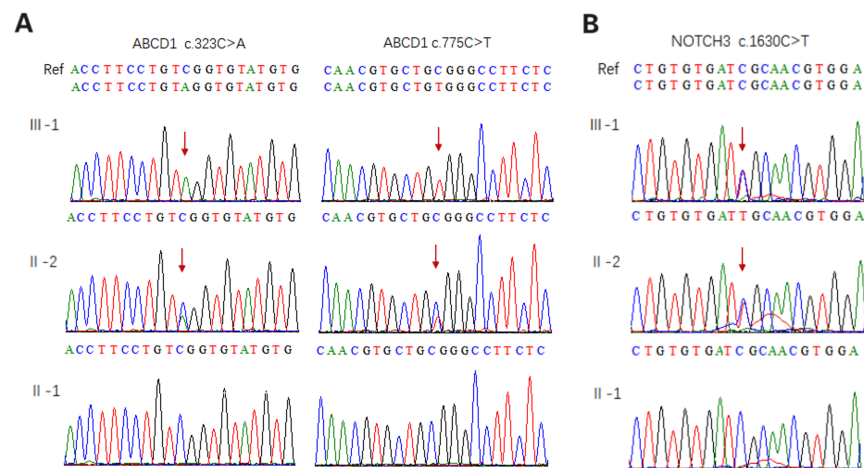 A
B
ABCD1 c.323C>A
ABCD1 c.775C>T
NOTCH3 c.1630C>T
Ref
ACCTTCCTGTCGGTGTATGTG
CAACGTGCTGCGGGCCTTCTC
Ref
CTGTGTGATCGCAACGTGGA
ACCTTCCTGTAGGTGTATGTG
CAACGTGCTGTGGGCCTTCTC
CTGTGTGATCGCAACGTGGA
III-1
III-1
ACCTTCCTGTCGGTGTATGTG
CAACGTGCTGCGGGCCTTCTC
CTGTGTGATTGCAACGTGGA
II-2
II-2
ACCTTCCTGTCGGTGTATGTG
CAACGTGCTGCGGGCCTTCTC
CTGTGTGATCGCAACGTGGA
II-1
II-1